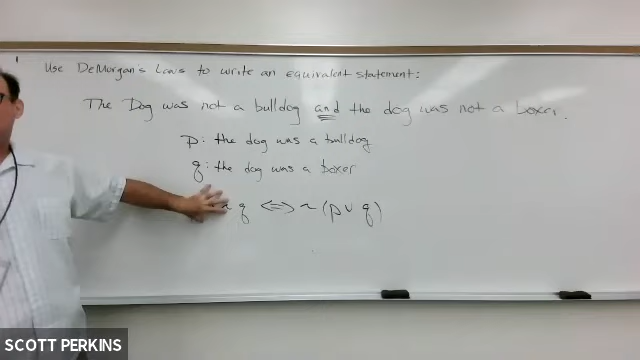 Use DeMorgan's Laws to write an equivalent statement:
The Dog was not a bulldog and the dog was not a boxer.
p: the dog was a bulldog
q: the dog was a boxer
~ q <=> ~(p ∨ q)
SCOTT PERKINS